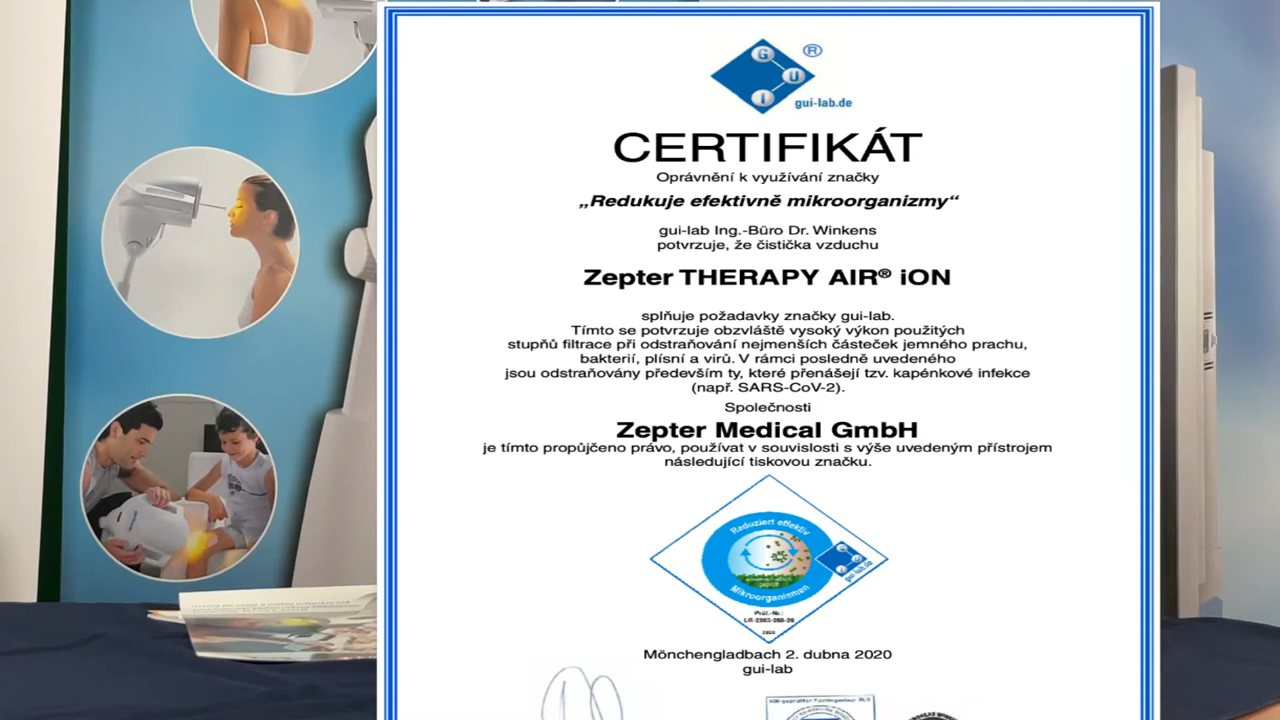 G
U
I
®
gui-lab.de
CERTIFIKÁT
Oprávnění k využívání značky
„Redukuje efektivně mikroorganizmy“
gui-lab Ing.-Büro Dr. Winkens
potvrzuje, že čistička vzduchu
Zepter THERAPY AIR® iON
splňuje požadavky značky gui-lab.
Tímto se potvrzuje obzvláště vysoký výkon použitých
stupňů filtrace při odstraňování nejmenších částeček jemného prachu,
bakterií, plísní a virů. V rámci posledně uvedeného
jsou odstraňovány především ty, které přenášejí tzv. kapénkové infekce
(např. SARS-CoV-2).
Společnosti
Zepter Medical GmbH
je tímto propůjčeno právo, používat v souvislosti s výše uvedeným přístrojem
následující tiskovou značku.
Reduziert effektiv
Mikroorganismen
gui-lab.de
2020
Mönchengladbach 2. dubna 2020
gui-lab